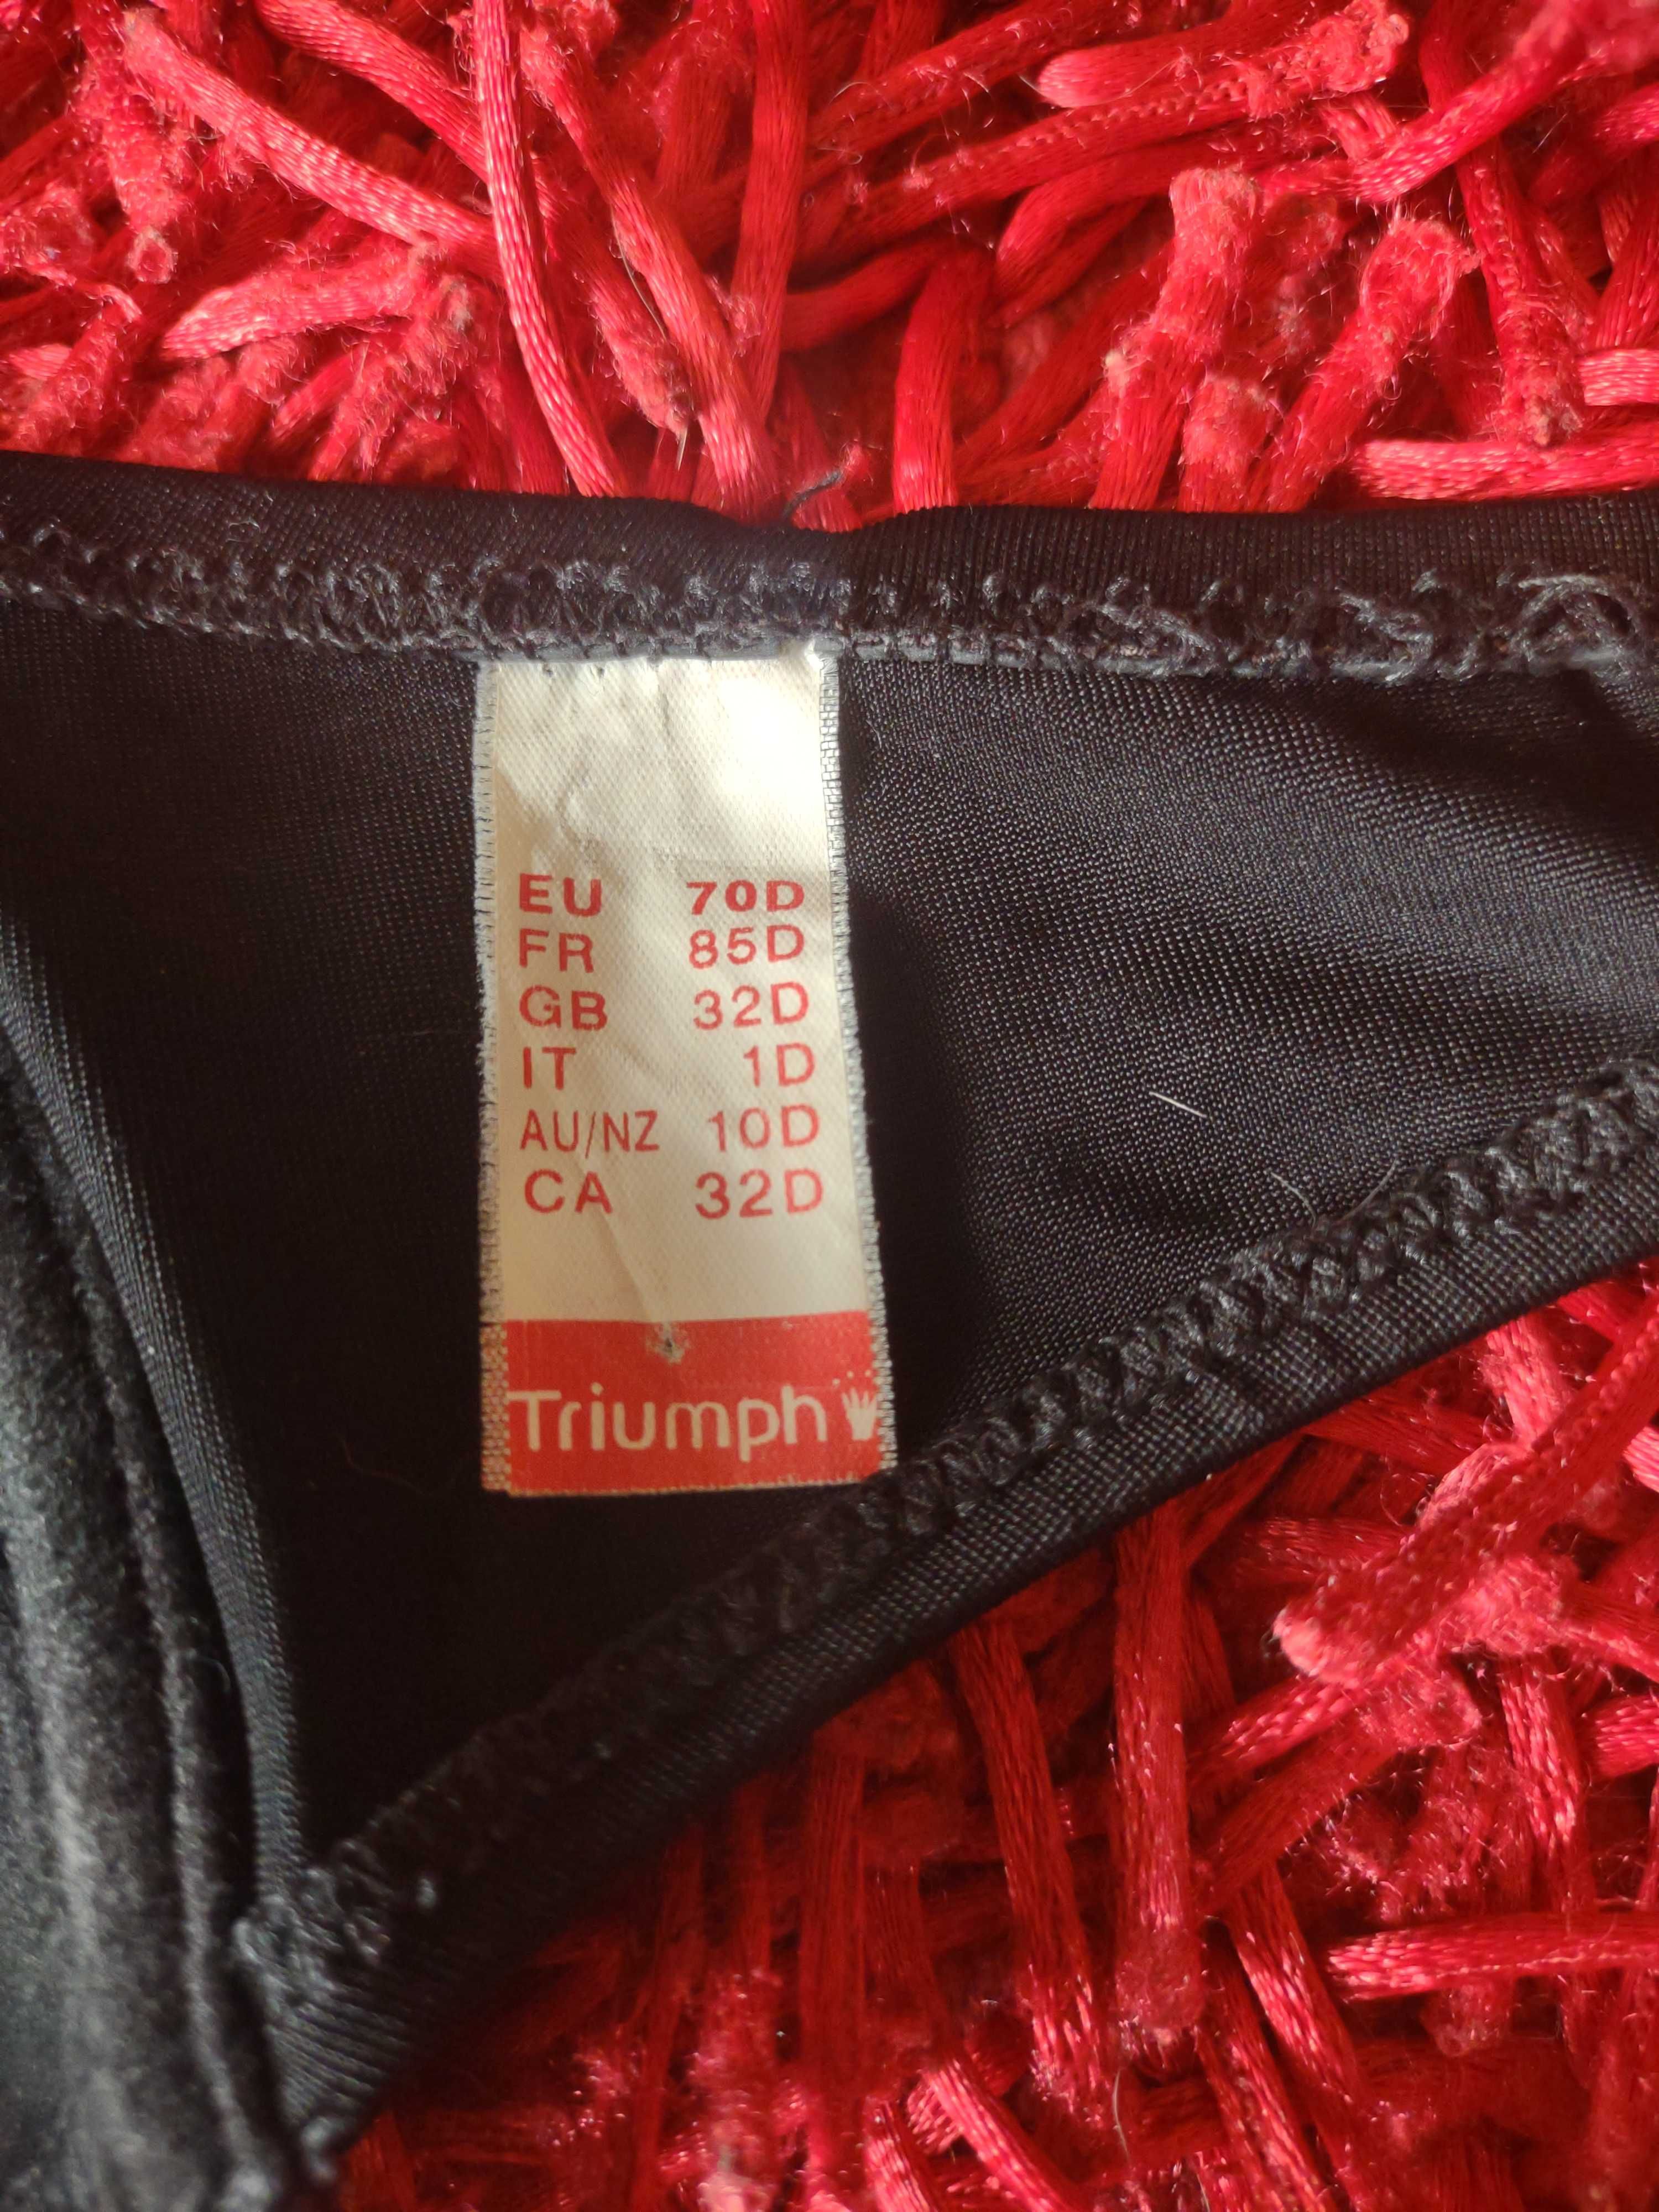 EU 70D
FR 85D
GB 32D
IT 1D
AU/NZ 10D
CA 32D
Triumph